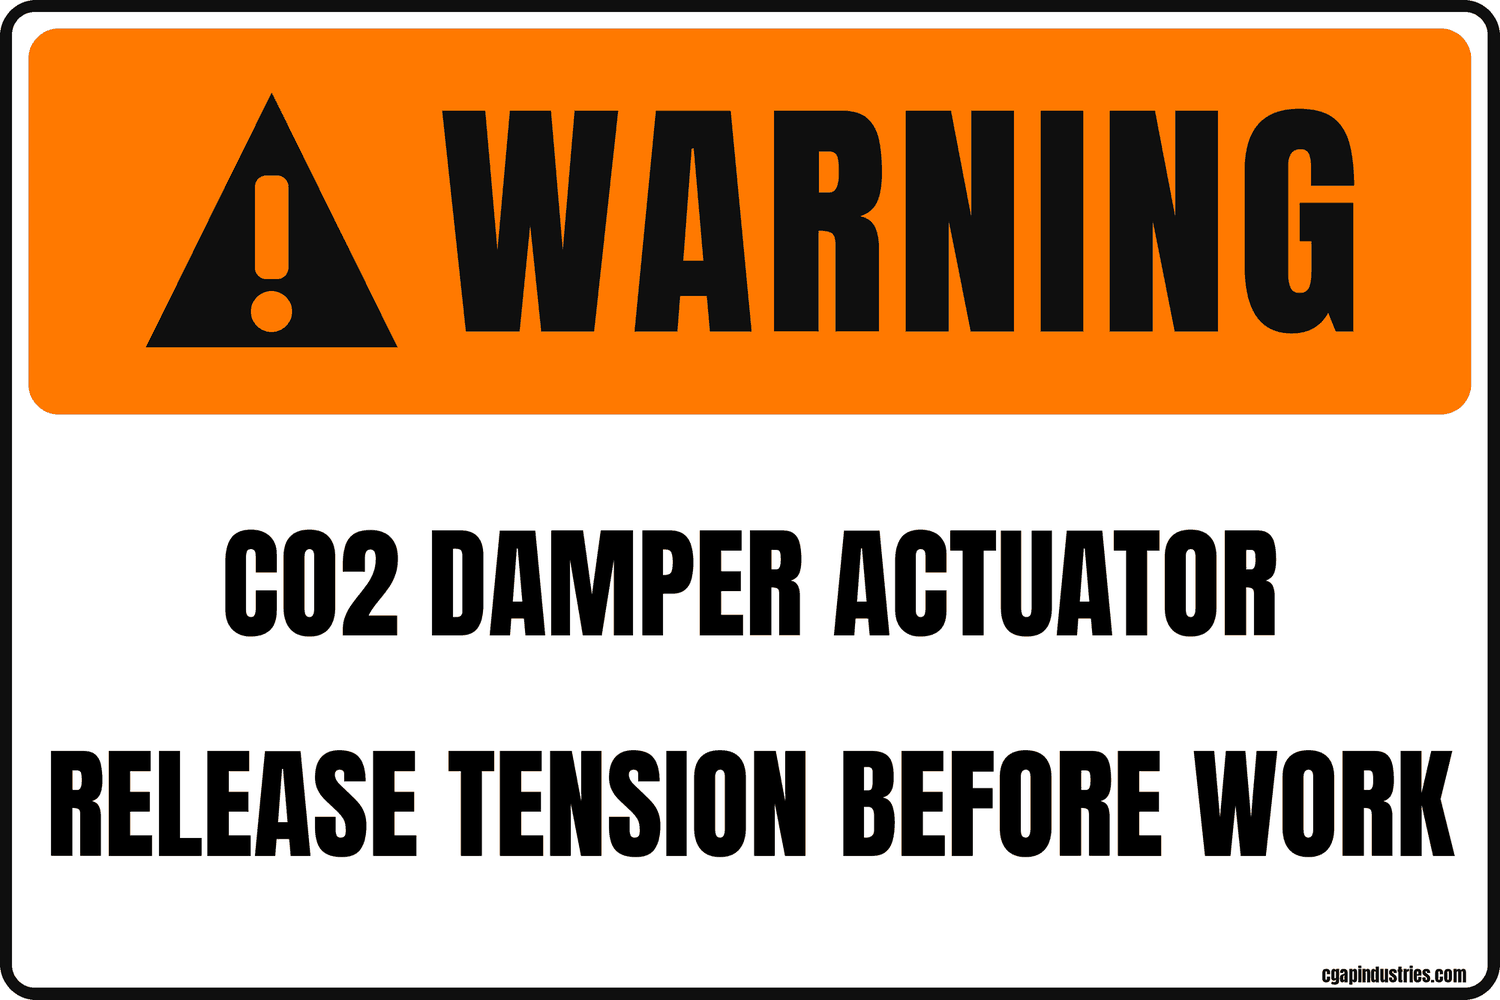 WARNING
CO2 DAMPER ACTUATOR
RELEASE TENSION BEFORE WORK
cgapindustries.com